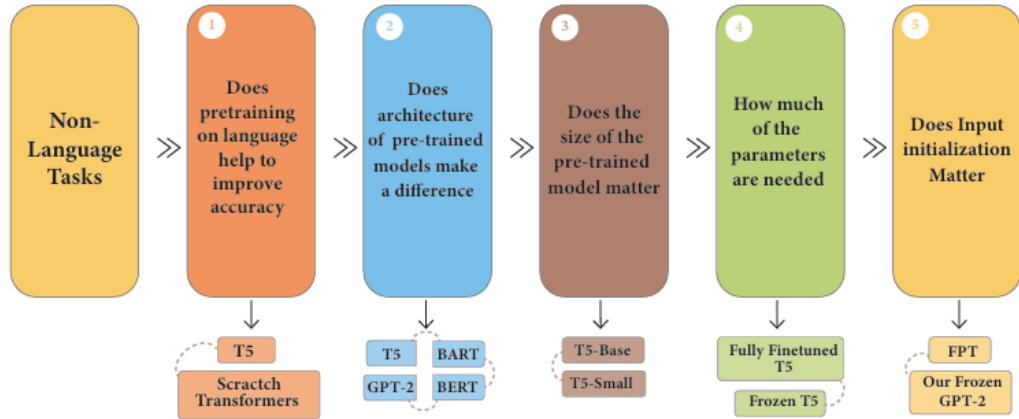 Non-
Language
Tasks
1
Does
pretraining
on language
help to
improve
accuracy
2
Does
architecture
of pre-trained
models make
a difference
3
Does the
size of the
pre-trained
model matter
4
How much
of the
parameters
are needed
5
Does Input
initialization
Matter
T5
Scractch
Transformers
T5
BART
GPT-2
BERT
T5-Base
T5-Small
Fully Finetuned
T5
Frozen T5
FPT
Our Frozen
GPT-2